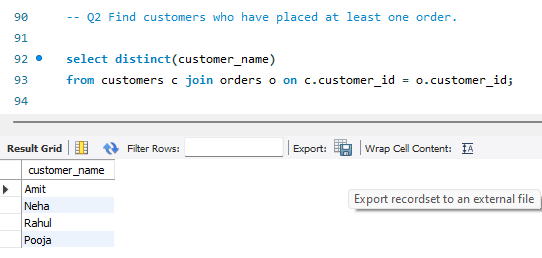 90 -- Q2 Find customers who have placed at least one order.
91
92 select distinct(customer_name)
93 from customers c join orders o on c.customer_id = o.customer_id;
94
Result Grid Filter Rows: Export: Wrap Cell Content:
customer_name
Amit
Export recordset to an external file
Neha
Rahul
Pooja